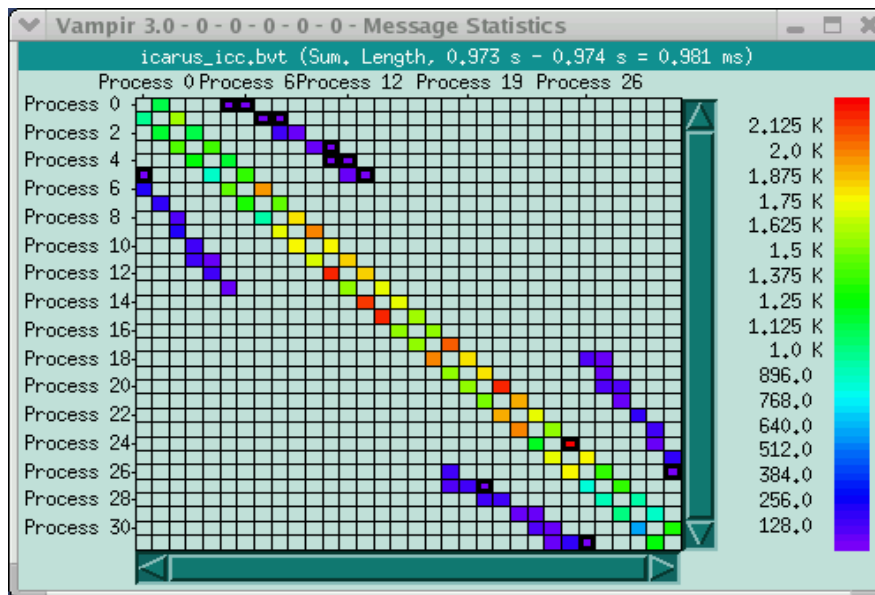 Vampir 3.0 - 0 - 0 - 0 - 0 - 0 - Message Statistics
icarus_icc.bvt (Sum. Length, 0.973 s - 0.974 s = 0.981 ms)
Process 0 Process 6 Process 12 Process 19 Process 26
Process 0
Process 2
Process 4
Process 6
Process 8
Process 10
Process 12
Process 14
Process 16
Process 18
Process 20
Process 22
Process 24
Process 26
Process 28
Process 30
2.125 K
2.0 K
1.875 K
1.75 K
1.625 K
1.5 K
1.375 K
1.25 K
1.125 K
1.0 K
896.0
768.0
640.0
512.0
384.0
256.0
128.0